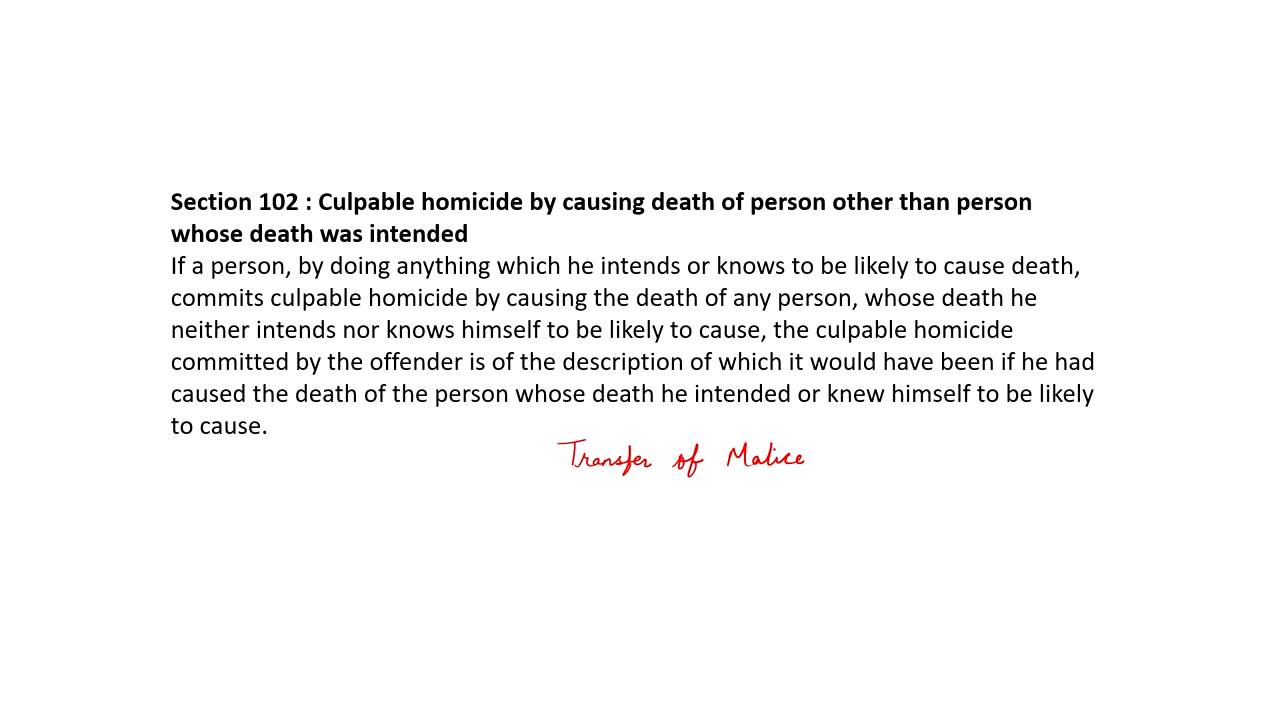 Section 102 : Culpable homicide by causing death of person other than person
whose death was intended
If a person, by doing anything which he intends or knows to be likely to cause death,
commits culpable homicide by causing the death of any person, whose death he
neither intends nor knows himself to be likely to cause, the culpable homicide
committed by the offender is of the description of which it would have been if he had
caused the death of the person whose death he intended or knew himself to be likely
to cause.
Transfer of Malice